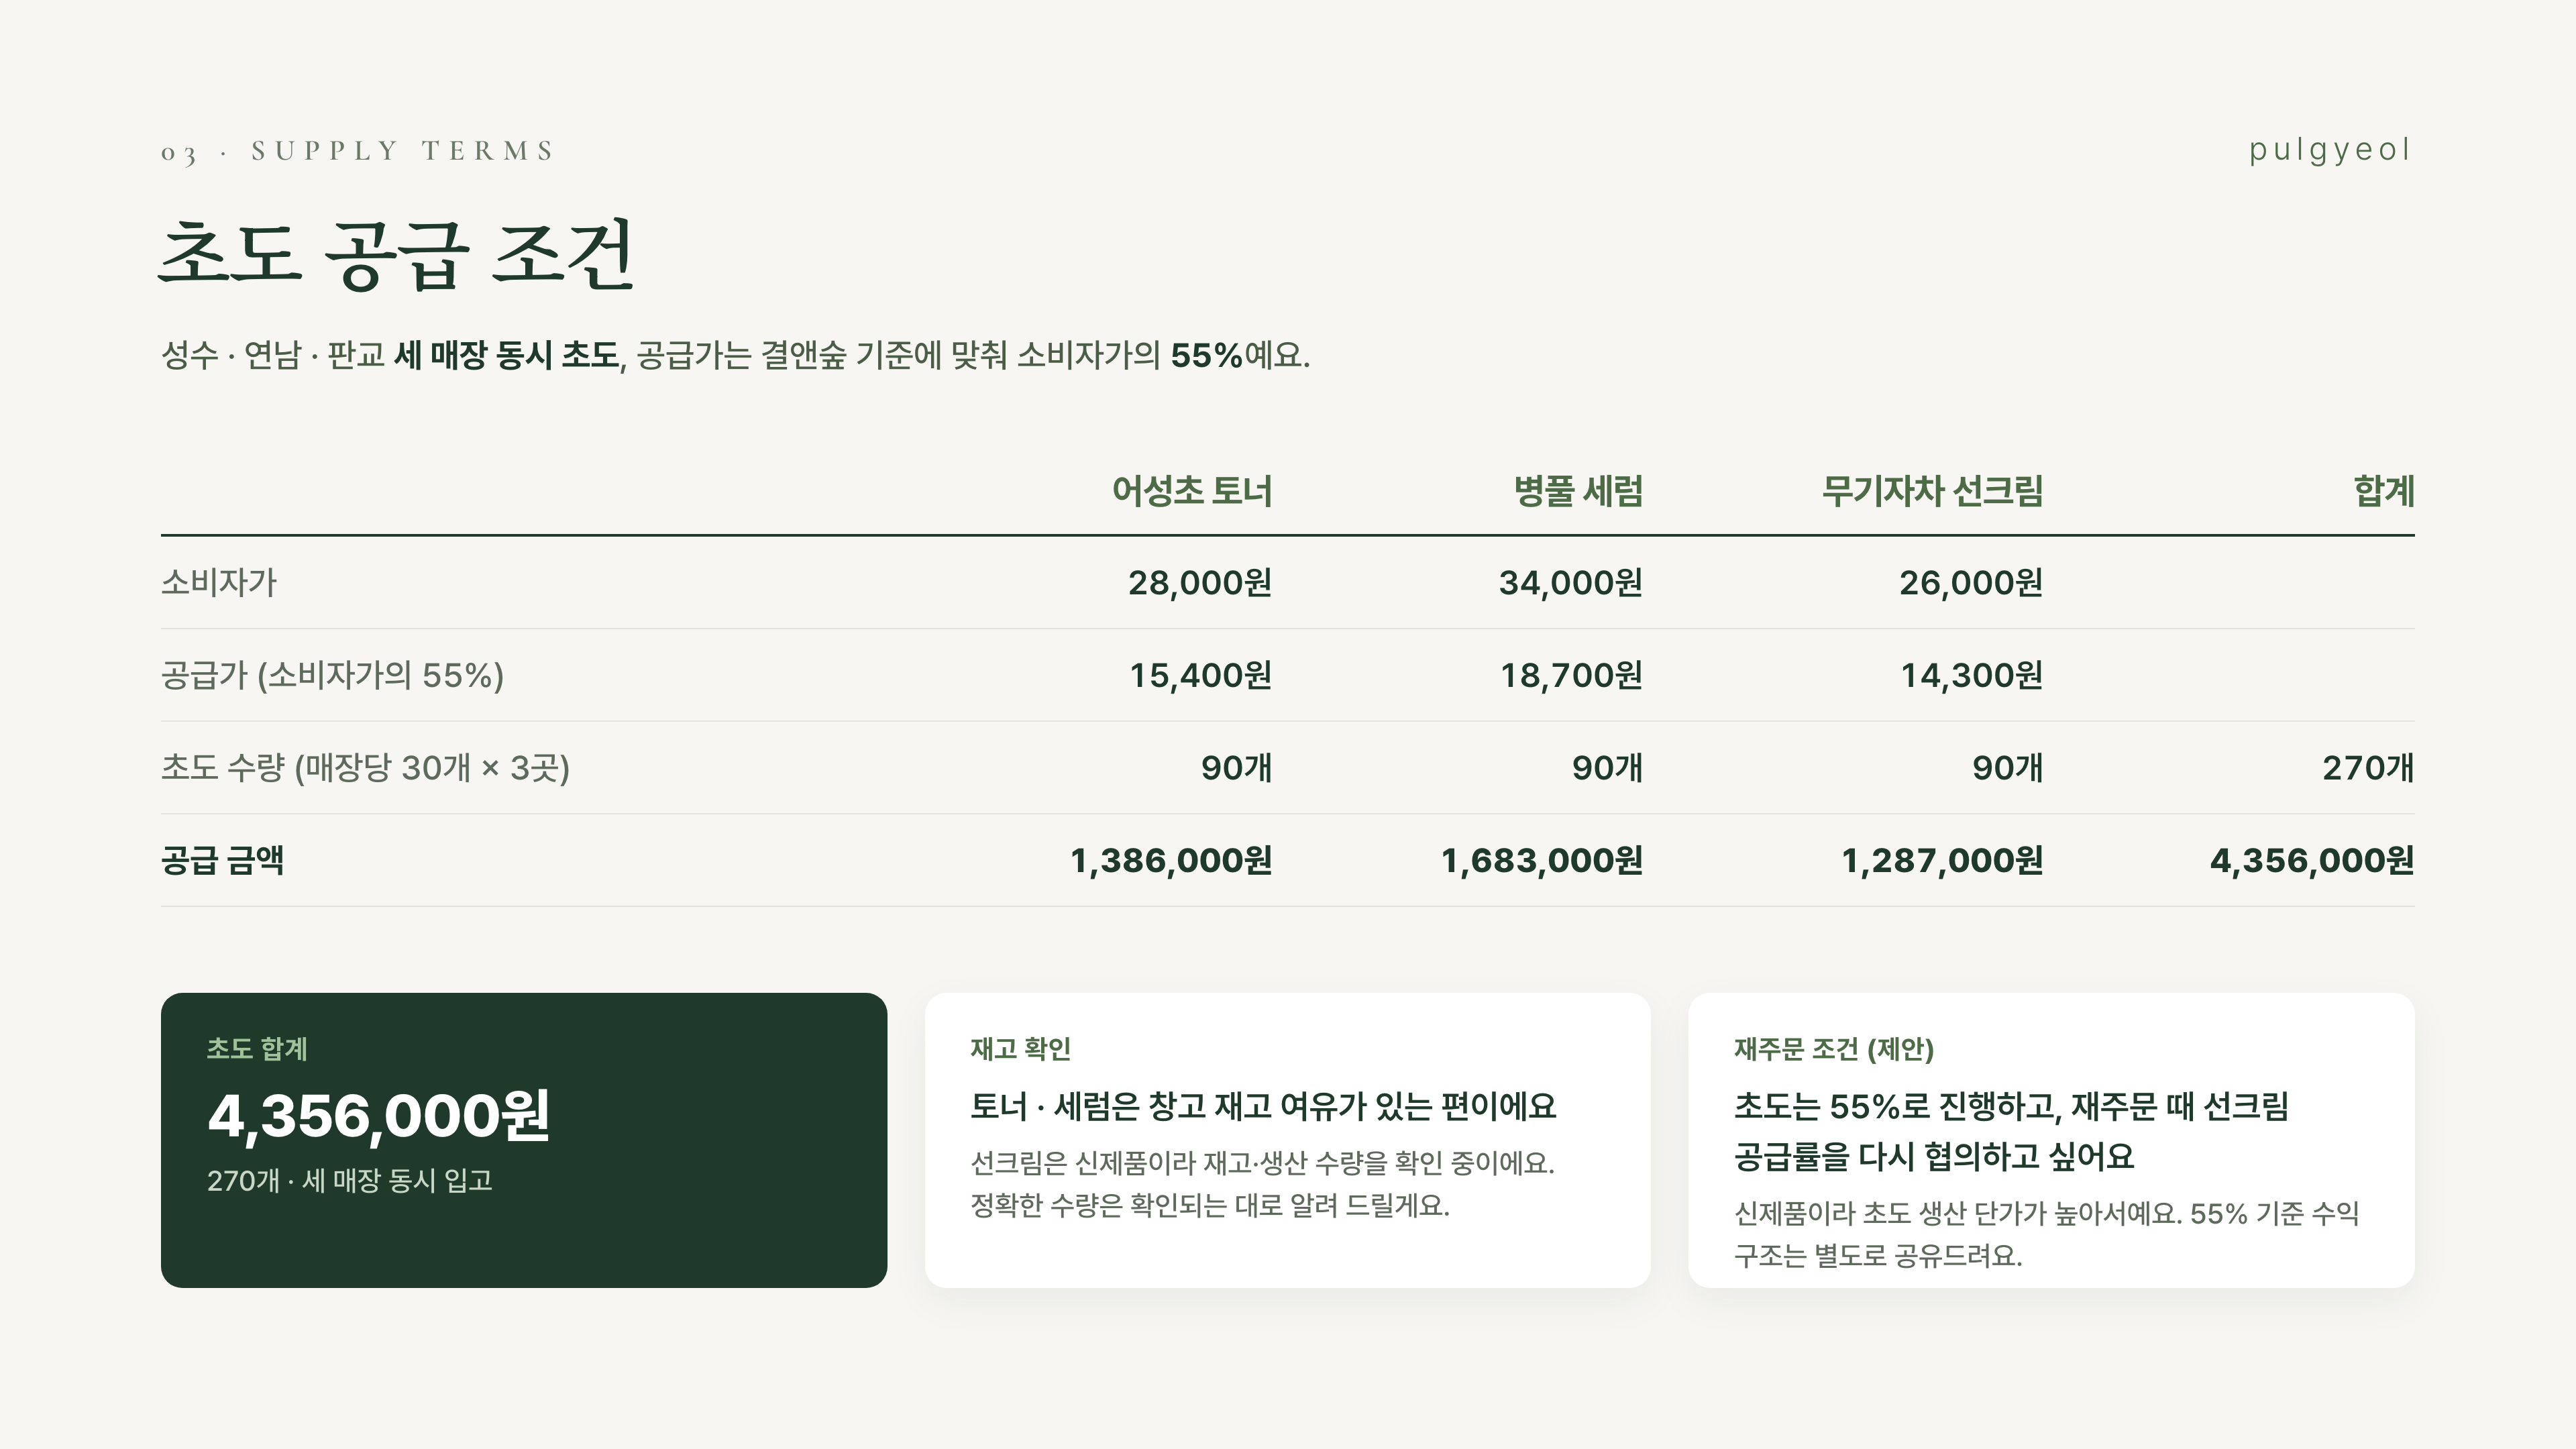 03 · SUPPLY TERMS
pulgyeol
초도 공급 조건
성수 · 연남 · 판교 세 매장 동시 초도, 공급가는 결앤숲 기준에 맞춰 소비자가의 55%예요.
어성초 토너 병풀 세럼 무기자차 선크림 합계
소비자가 28,000원 34,000원 26,000원
공급가 (소비자가의 55%) 15,400원 18,700원 14,300원
초도 수량 (매장당 30개 × 3곳) 90개 90개 90개 270개
공급 금액 1,386,000원 1,683,000원 1,287,000원 4,356,000원
초도 합계
4,356,000원
270개 · 세 매장 동시 입고
재고 확인
토너 · 세럼은 창고 재고 여유가 있는 편이에요
선크림은 신제품이라 재고·생산 수량을 확인 중이에요.
정확한 수량은 확인되는 대로 알려 드릴게요.
재주문 조건 (제안)
초도는 55%로 진행하고, 재주문 때 선크림
공급률을 다시 협의하고 싶어요
신제품이라 초도 생산 단가가 높아서예요. 55% 기준 수익
구조는 별도로 공유드려요.